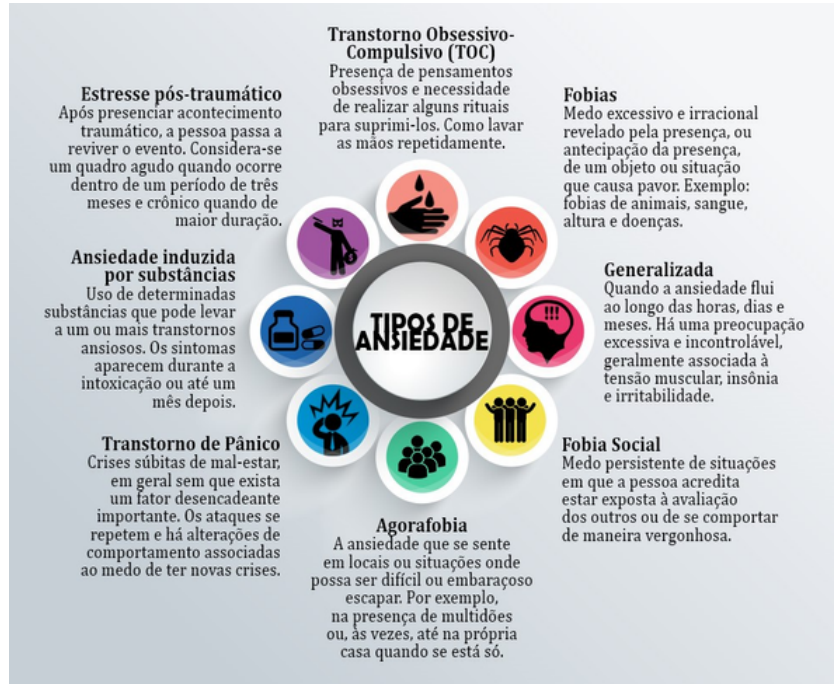 Transtorno Obsessivo-
Compulsivo (TOC)
Presença de pensamentos
obsessivos e necessidade
de realizar alguns rituais
para suprimi-los. Como lavar
as mãos repetidamente.
Estresse pós-traumático
Após presenciar acontecimento
traumático, a pessoa passa a
reviver o evento. Considera-se
um quadro agudo quando ocorre
dentro de um período de três
meses e crônico quando de
maior duração.
Fobias
Medo excessivo e irracional
revelado pela presença, ou
antecipação da presença,
de um objeto ou situação
que causa pavor. Exemplo:
fobias de animais, sangue,
altura e doenças.
Ansiedade induzida
por substâncias
Uso de determinadas
substâncias que pode levar
a um ou mais transtornos
ansiosos. Os sintomas
aparecem durante a
intoxicação ou até um
mês depois.
TIPOS DE
ANSIEDADE
!!!
Generalizada
Quando a ansiedade flui
ao longo das horas, dias e
meses. Há uma preocupação
excessiva e incontrolável,
geralmente associada à
tensão muscular, insônia
e irritabilidade.
Transtorno de Pânico
Crises súbitas de mal-estar,
em geral sem que exista
um fator desencadeante
importante. Os ataques se
repetem e há alterações de
comportamento associadas
ao medo de ter novas crises.
Fobia Social
Medo persistente de situações
em que a pessoa acredita
estar exposta à avaliação
dos outros ou de se comportar
de maneira vergonhosa.
Agorafobia
A ansiedade que se sente
em locais ou situações onde
possa ser difícil ou embaraçoso
escapar. Por exemplo,
na presença de multidões
ou, às vezes, até na própria
casa quando se está só.